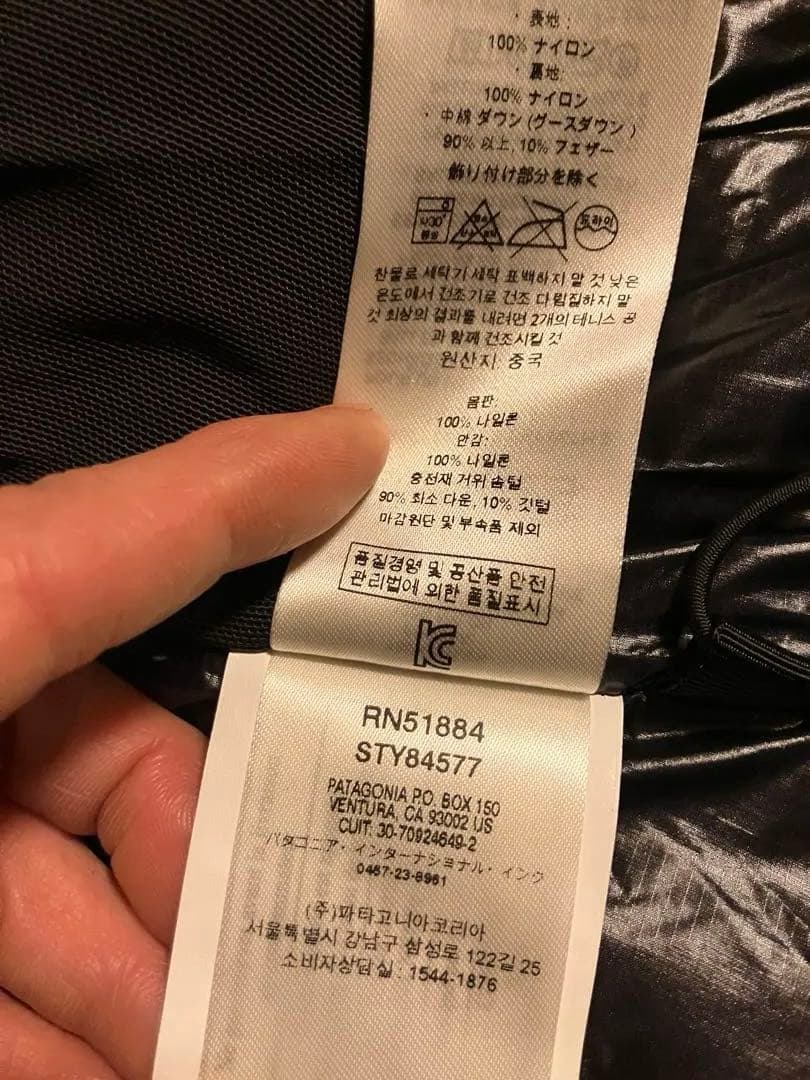 ・表地:
100% ナイロン
・裏地:
100% ナイロン
・中綿 ダウン (グースダウン)
90% 以上, 10% フェザー
飾り付け部分を除く
찬물로 세탁기 세탁 표백하지 말 것 낮은
온도에서 건조기로 건조 다림질하지 말
것 최상의 결과를 내려면 2개의 테니스 공
과 함께 건조시킬 것
원산지: 중국
몸판:
100% 나일론
안감:
100% 나일론
충전재 거위 솜털
90% 최소 다운, 10% 깃털
마감원단 및 부속품 제외
품질경영 및 공산품 안전
관리법에 의한 품질표시
RN51884
STY84577
PATAGONIA P.O. BOX 150
VENTURA, CA 93002 US
CUIT: 30-70924649-2
パタゴニア・インターナショナル・インク
0467-23-8961
(주)파타고니아코리아
서울특별시 강남구 삼성로 122길 25
소비자상담실 : 1544-1876